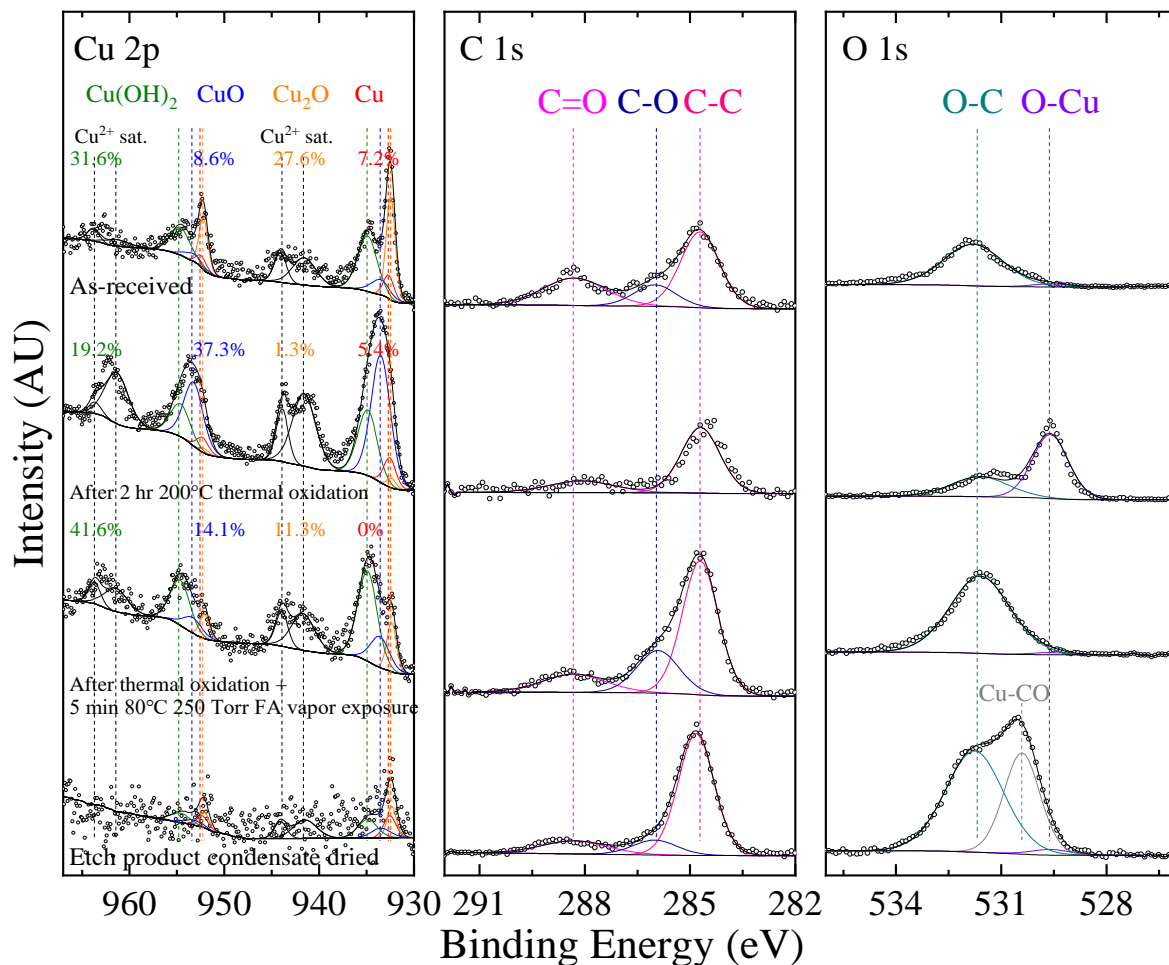 Cu 2p
C 1s
O 1s
Cu(OH)2 CuO Cu2O Cu
C=O C-O C-C
O-C O-Cu
Cu2+ sat. Cu2+ sat.
31.6% 8.6% 27.6% 7.2%
As-received
19.2% 37.3% 1.3% 5.4%
After 2 hr 200°C thermal oxidation
41.6% 14.1% 11.3% 0%
After thermal oxidation +
5 min 80°C 250 Torr FA vapor exposure
Cu-CO
Etch product condensate dried
Intensity (AU)
960 950 940 930
291 288 285 282
534 531 528
Binding Energy (eV)